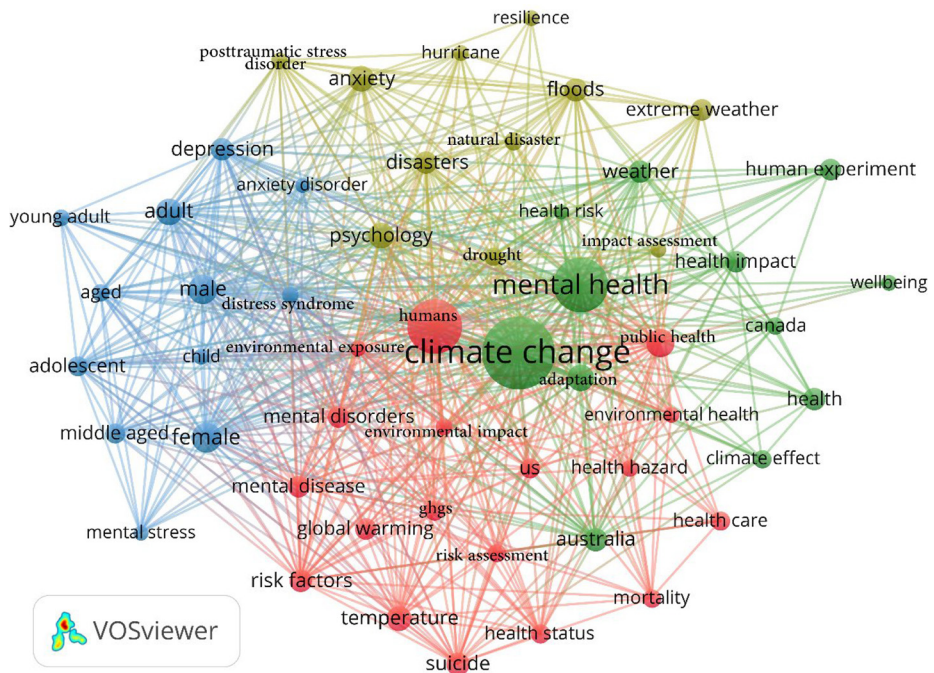 resilience
posttraumatic stress
disorder
hurricane
anxiety
floods
extreme weather
natural disaster
depression
disasters
weather
human experiment
anxiety disorder
young adult
adult
health risk
psychology
impact assessment
drought
health impact
mental health
wellbeing
aged
male
distress syndrome
humans
canada
public health
climate change
environmental exposure
child
adolescent
adaptation
health
mental disorders
environmental impact
environmental health
middle aged
female
climate effect
us
health hazard
mental disease
ghgs
health care
mental stress
global warming
australia
risk assessment
risk factors
mortality
temperature
health status
VOSviewer
suicide